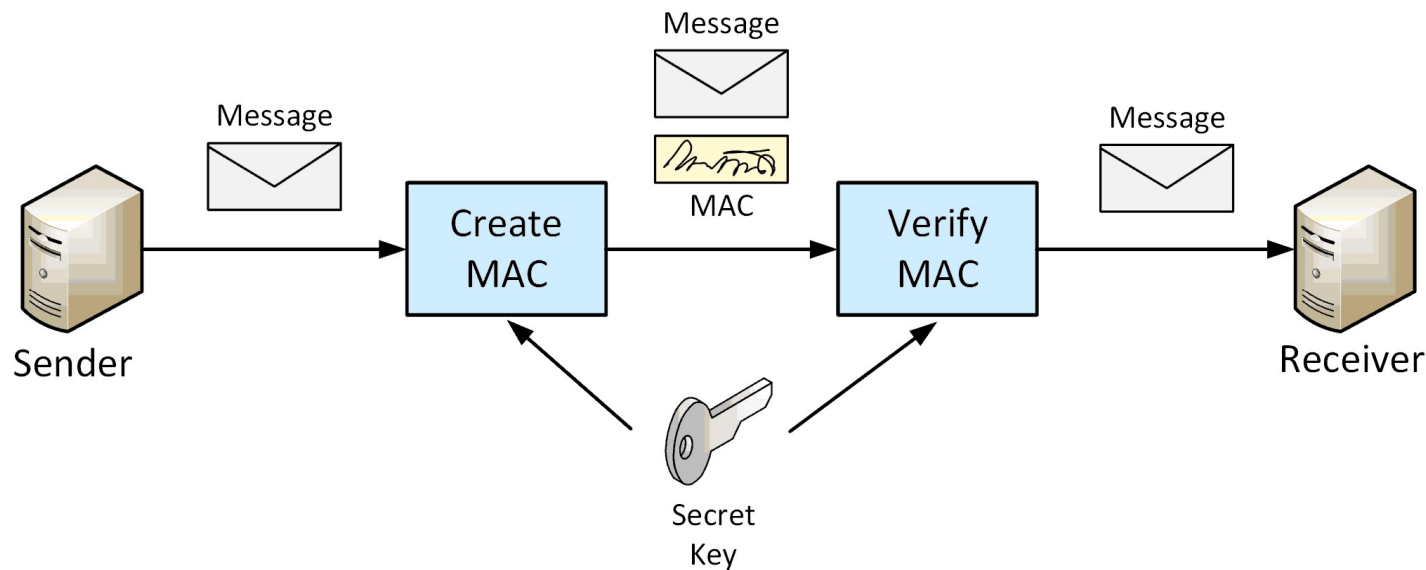 Message
Message
Message
MAC
Create
MAC
Verify
MAC
Sender
Receiver
Secret
Key